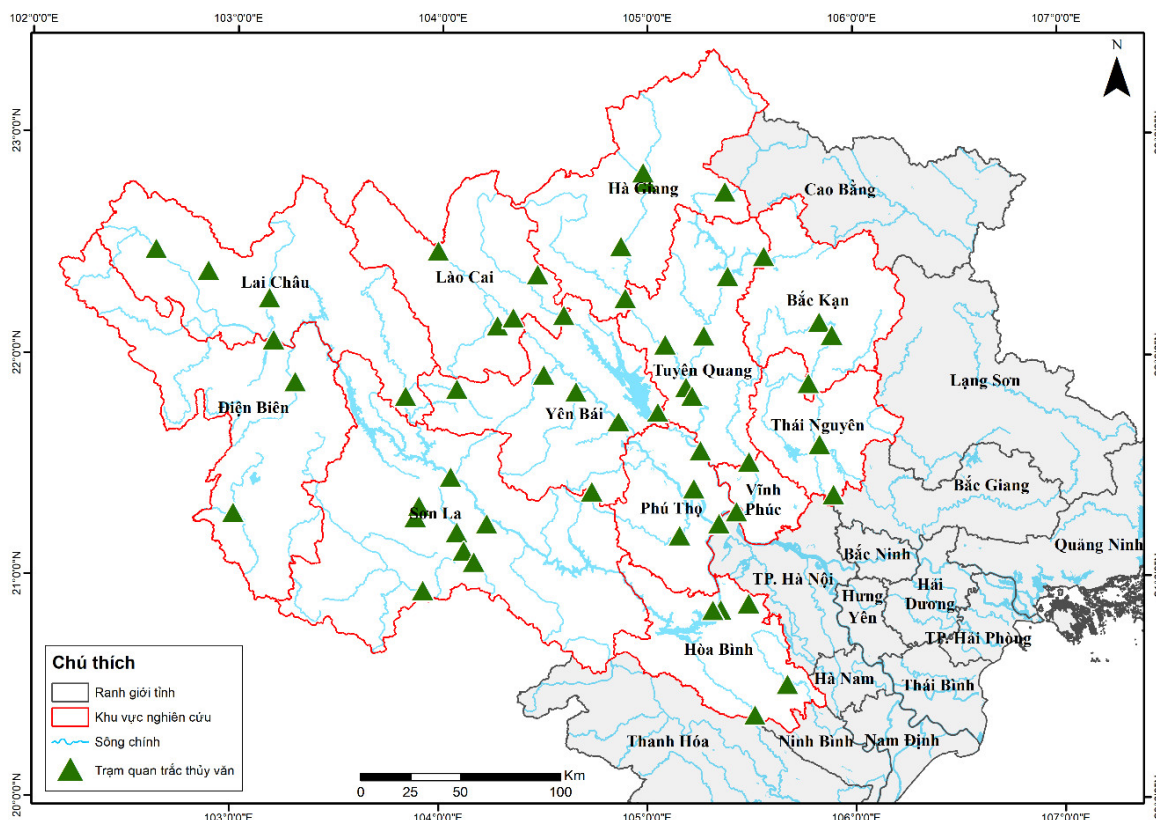 102°0'0"E 103°0'0"E 104°0'0"E 105°0'0"E 106°0'0"E 107°0'0"E
N
23°0'0"N
22°0'0"N
21°0'0"N
20°0'0"N
Hà Giang
Cao Bằng
Lai Châu
Lào Cai
Bắc Kạn
Tuyên Quang
Lạng Sơn
Điện Biên
Yên Bái
Thái Nguyên
Bắc Giang
Sơn La
Phú Thọ
Vĩnh
Phúc
Quảng Ninh
Bắc Ninh
TP. Hà Nội
Hưng
Yên
Hải
Dương
TP. Hải Phòng
Hòa Bình
Hà Nam
Thái Bình
Thanh Hóa
Ninh Bình
Nam Định
Chú thích
Ranh giới tỉnh
Khu vực nghiên cứu
Sông chính
Trạm quan trắc thủy văn
Km
0 25 50 100
103°0'0"E 104°0'0"E 105°0'0"E 106°0'0"E 107°0'0"E